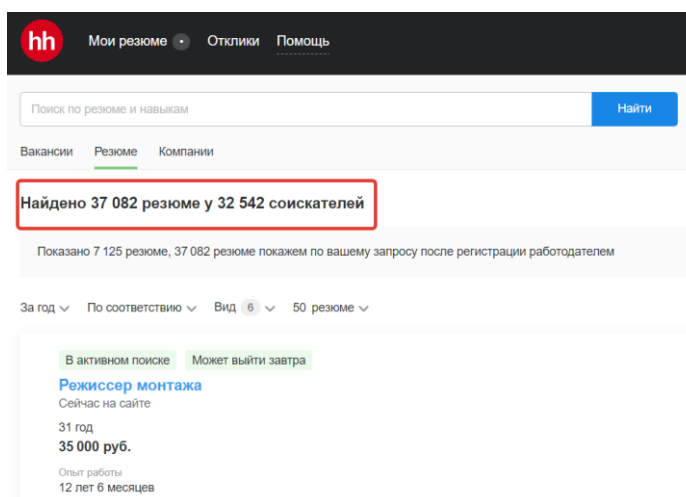 hh Мои резюме Отклики Помощь
Поиск по резюме и навыкам Найти
Вакансии Резюме Компании
Найдено 37 082 резюме у 32 542 соискателей
Показано 7 125 резюме, 37 082 резюме покажем по вашему запросу после регистрации работодателем
За год По соответствию Вид 6 50 резюме
В активном поиске Может выйти завтра
Режиссер монтажа
Сейчас на сайте
31 год
35 000 руб.
Опыт работы
12 лет 6 месяцев